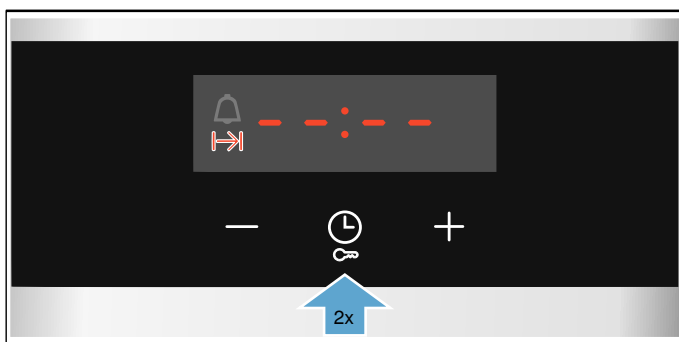 - -:- -
− +
2x